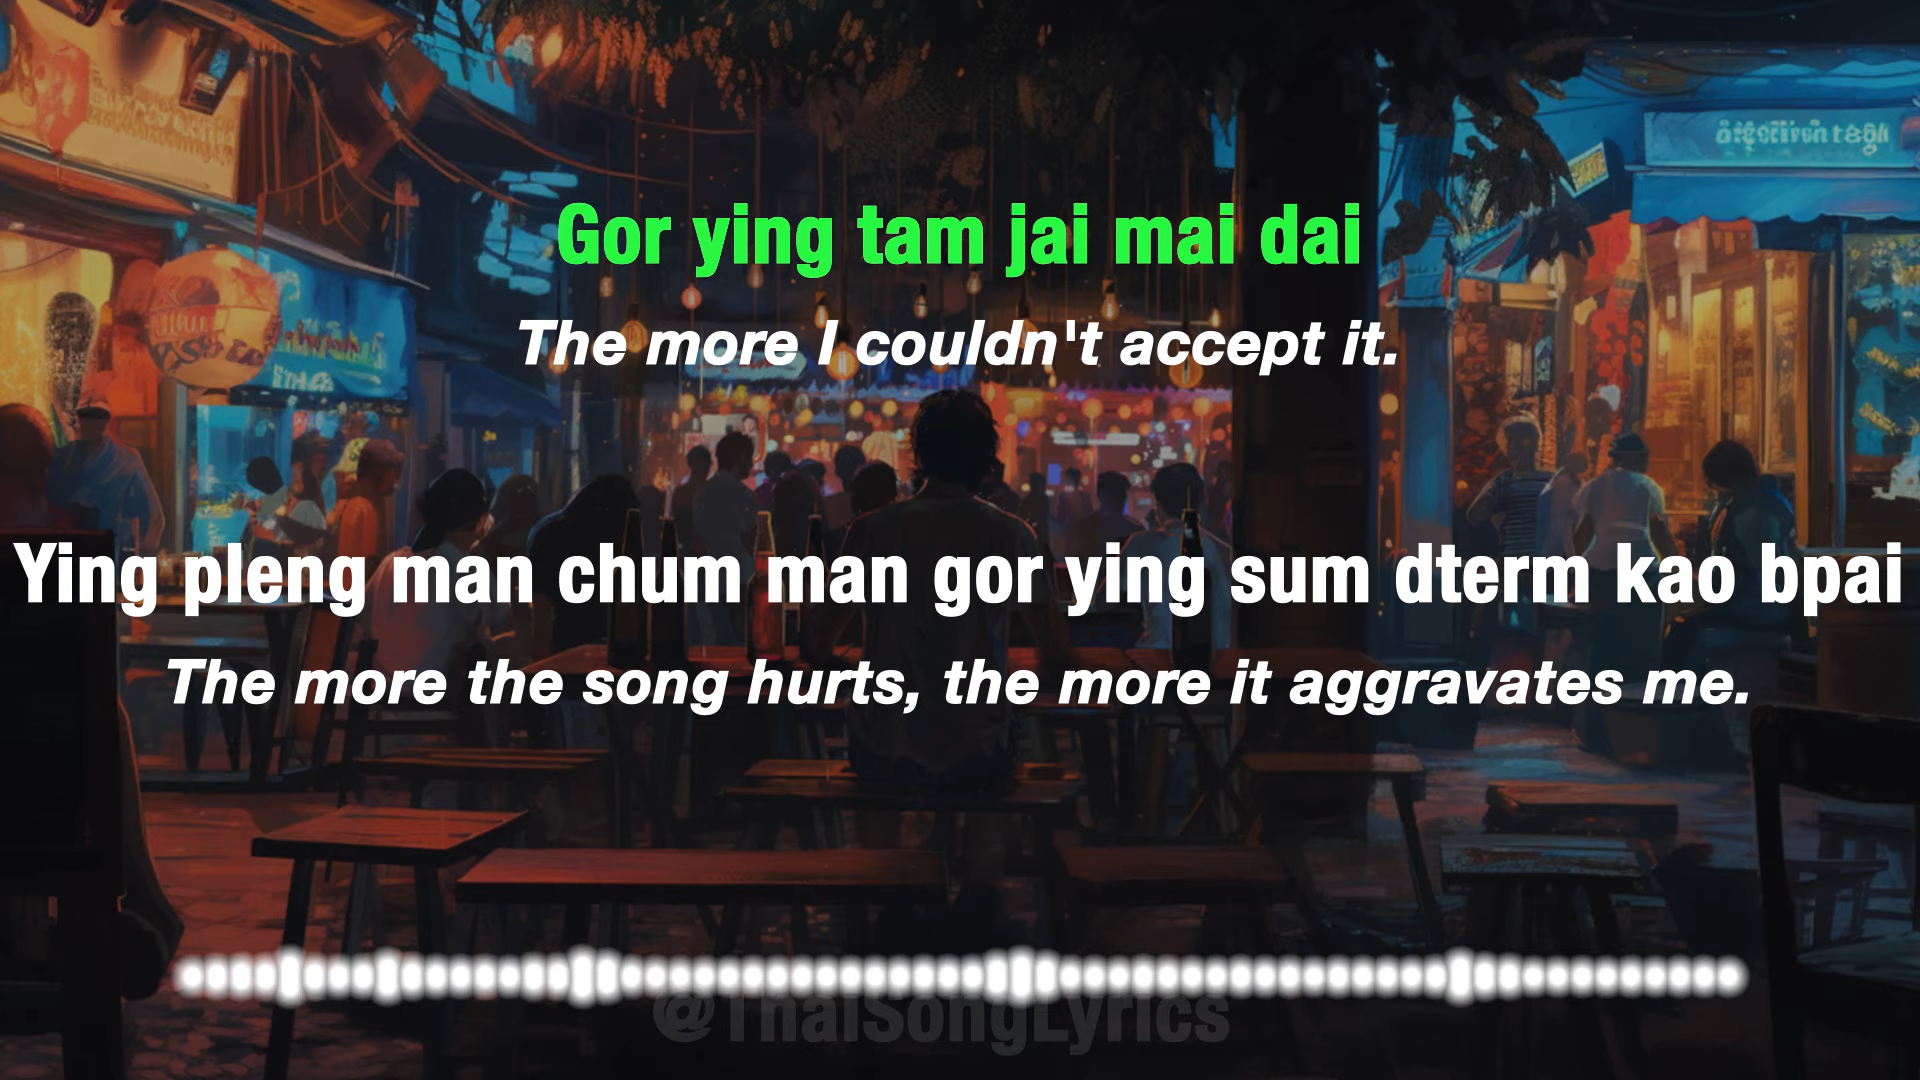 Gor ying tam jai mai dai
The more I couldn't accept it.
Ying pleng man chum man gor ying sum dterm kao bpai
The more the song hurts, the more it aggravates me.
@ThaiSongLyrics